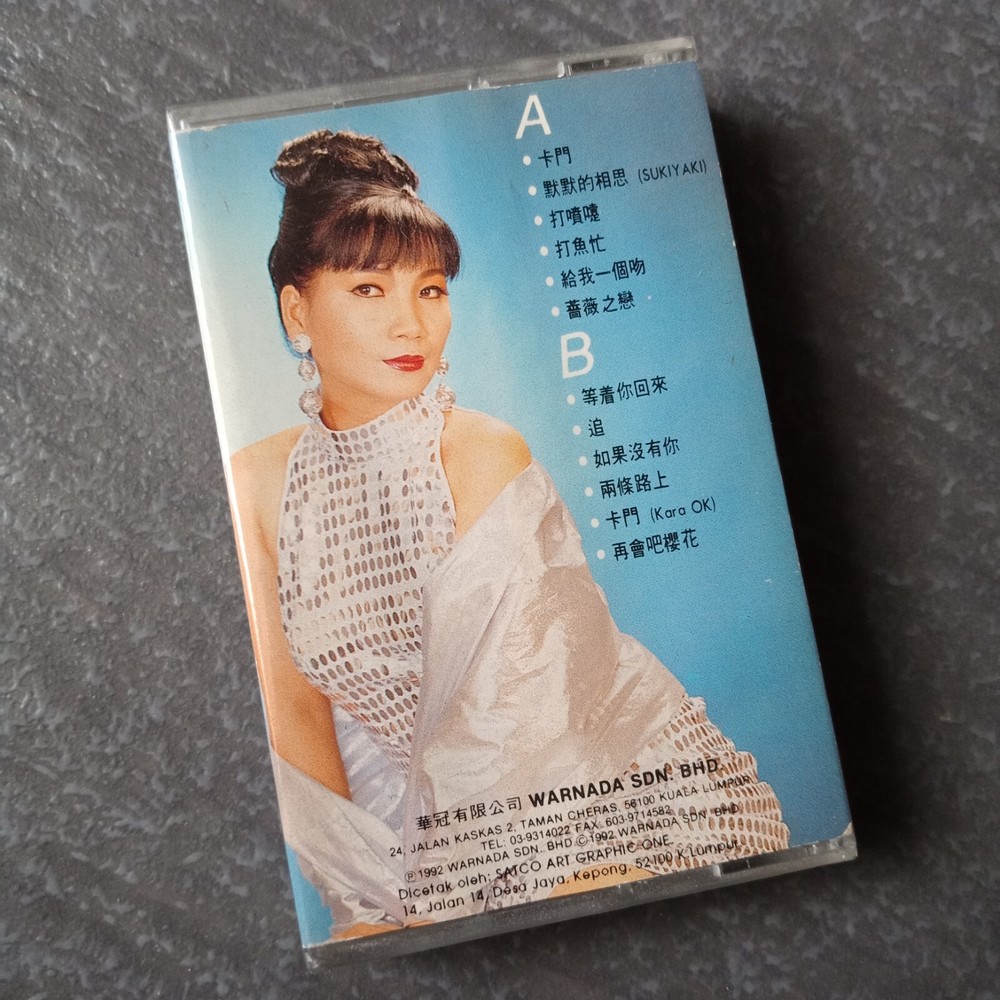 A
• 卡門
• 默默的相思 (SUKIYAKI)
• 打噴嚏
• 打魚忙
• 給我一個吻
• 薔薇之戀
B
• 等着你回來
• 追
• 如果沒有你
• 兩條路上
• 卡門 (Kara OK)
• 再會吧櫻花
華冠有限公司 WARNADA SDN. BHD.
24, JALAN KASKAS 2, TAMAN CHERAS, 56100 KUALA LUMPUR
TEL: 03-9314022 FAX: 603-9714582
Ⓟ1992 WARNADA SDN. BHD ©1992 WARNADA SDN. BHD
Dicetak oleh: SATCO ART GRAPHIC ONE.
14, Jalan 14, Desa Jaya, Kepong, 52100 K.Lumpur